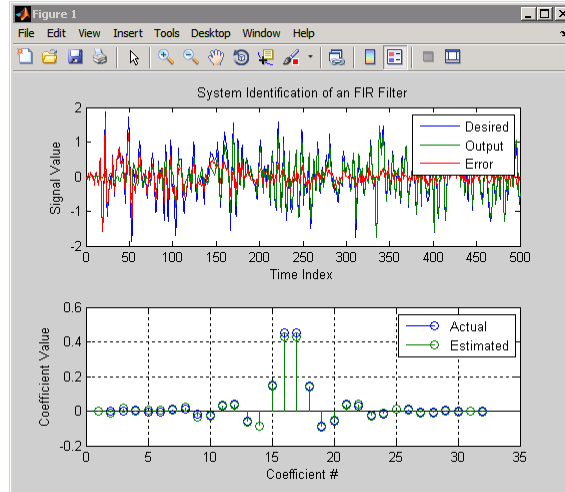 Figure 1
File Edit View Insert Tools Desktop Window Help
System Identification of an FIR Filter
Signal Value
2
1
0
-1
-2
Desired
Output
Error
0 50 100 150 200 250 300 350 400 450 500
Time Index
Coefficient Value
0.6
0.4
0.2
0
-0.2
Actual
Estimated
0 5 10 15 20 25 30 35
Coefficient #